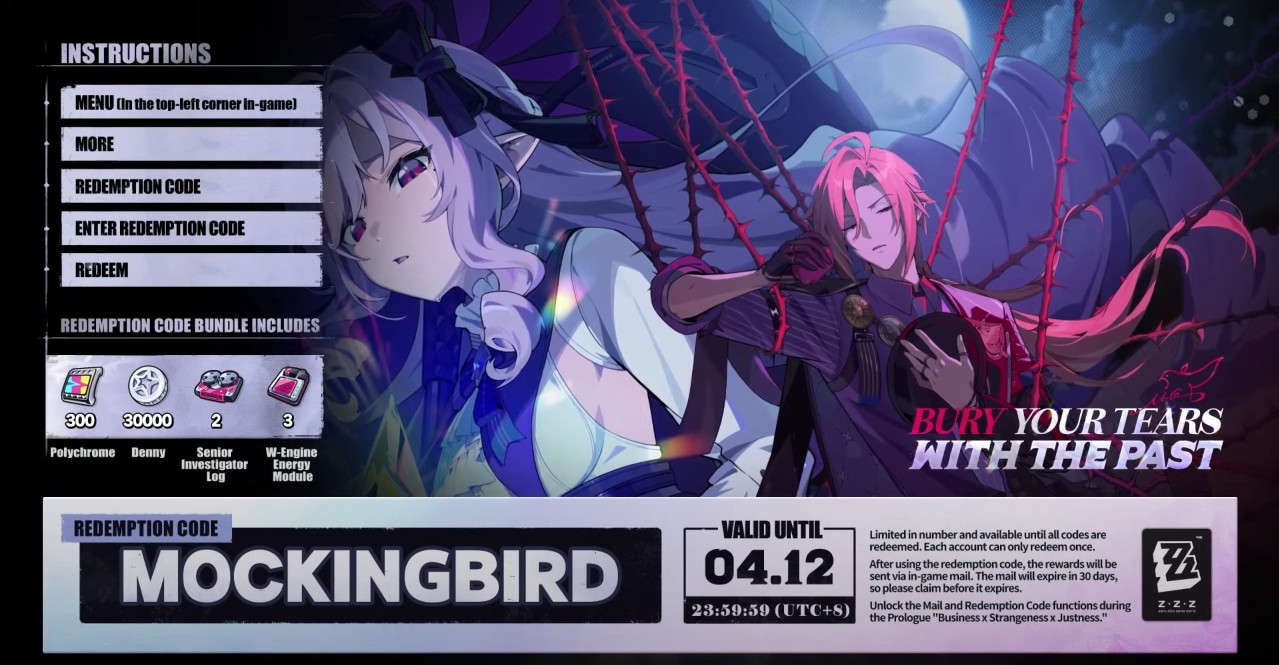 INSTRUCTIONS
MENU (In the top-left corner in-game)
MORE
REDEMPTION CODE
ENTER REDEMPTION CODE
REDEEM
REDEMPTION CODE BUNDLE INCLUDES
300
30000
2
3
Polychrome
Denny
Senior
Investigator
Log
W-Engine
Energy
Module
BURY YOUR TEARS
WITH THE PAST
REDEMPTION CODE
MOCKINGBIRD
VALID UNTIL
04.12
23:59:59 (UTC+8)
Limited in number and available until all codes are
redeemed. Each account can only redeem once.
After using the redemption code, the rewards will be
sent via in-game mail. The mail will expire in 30 days,
so please claim before it expires.
Unlock the Mail and Redemption Code functions during
the Prologue "Business x Strangeness x Justness."
Z·Z·Z